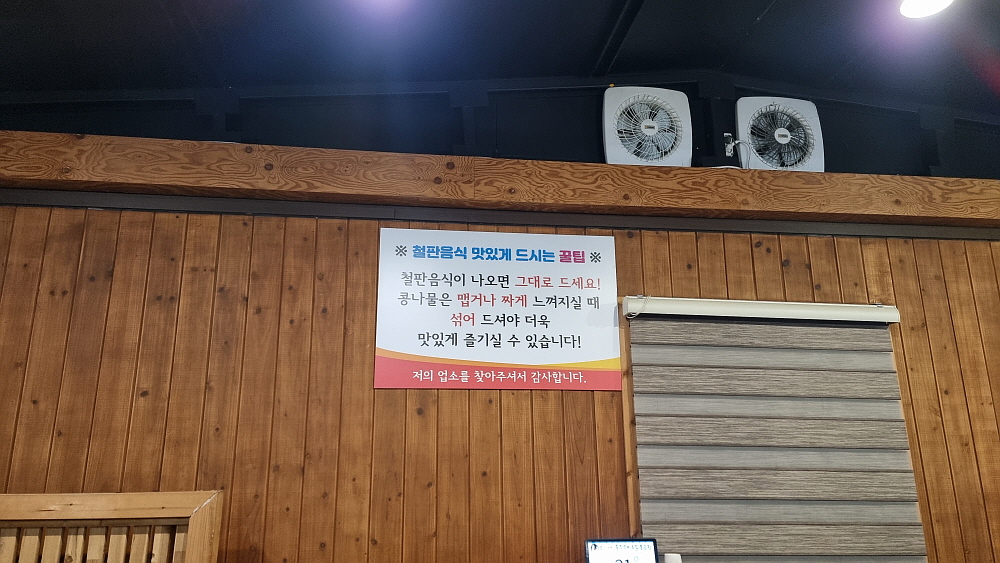 ※ 철판음식 맛있게 드시는 꿀팁 ※
철판음식이 나오면 그대로 드세요!
콩나물은 맵거나 짜게 느껴지실 때
섞어 드셔야 더욱
맛있게 즐기실 수 있습니다!
저의 업소를 찾아주셔서 감사합니다.